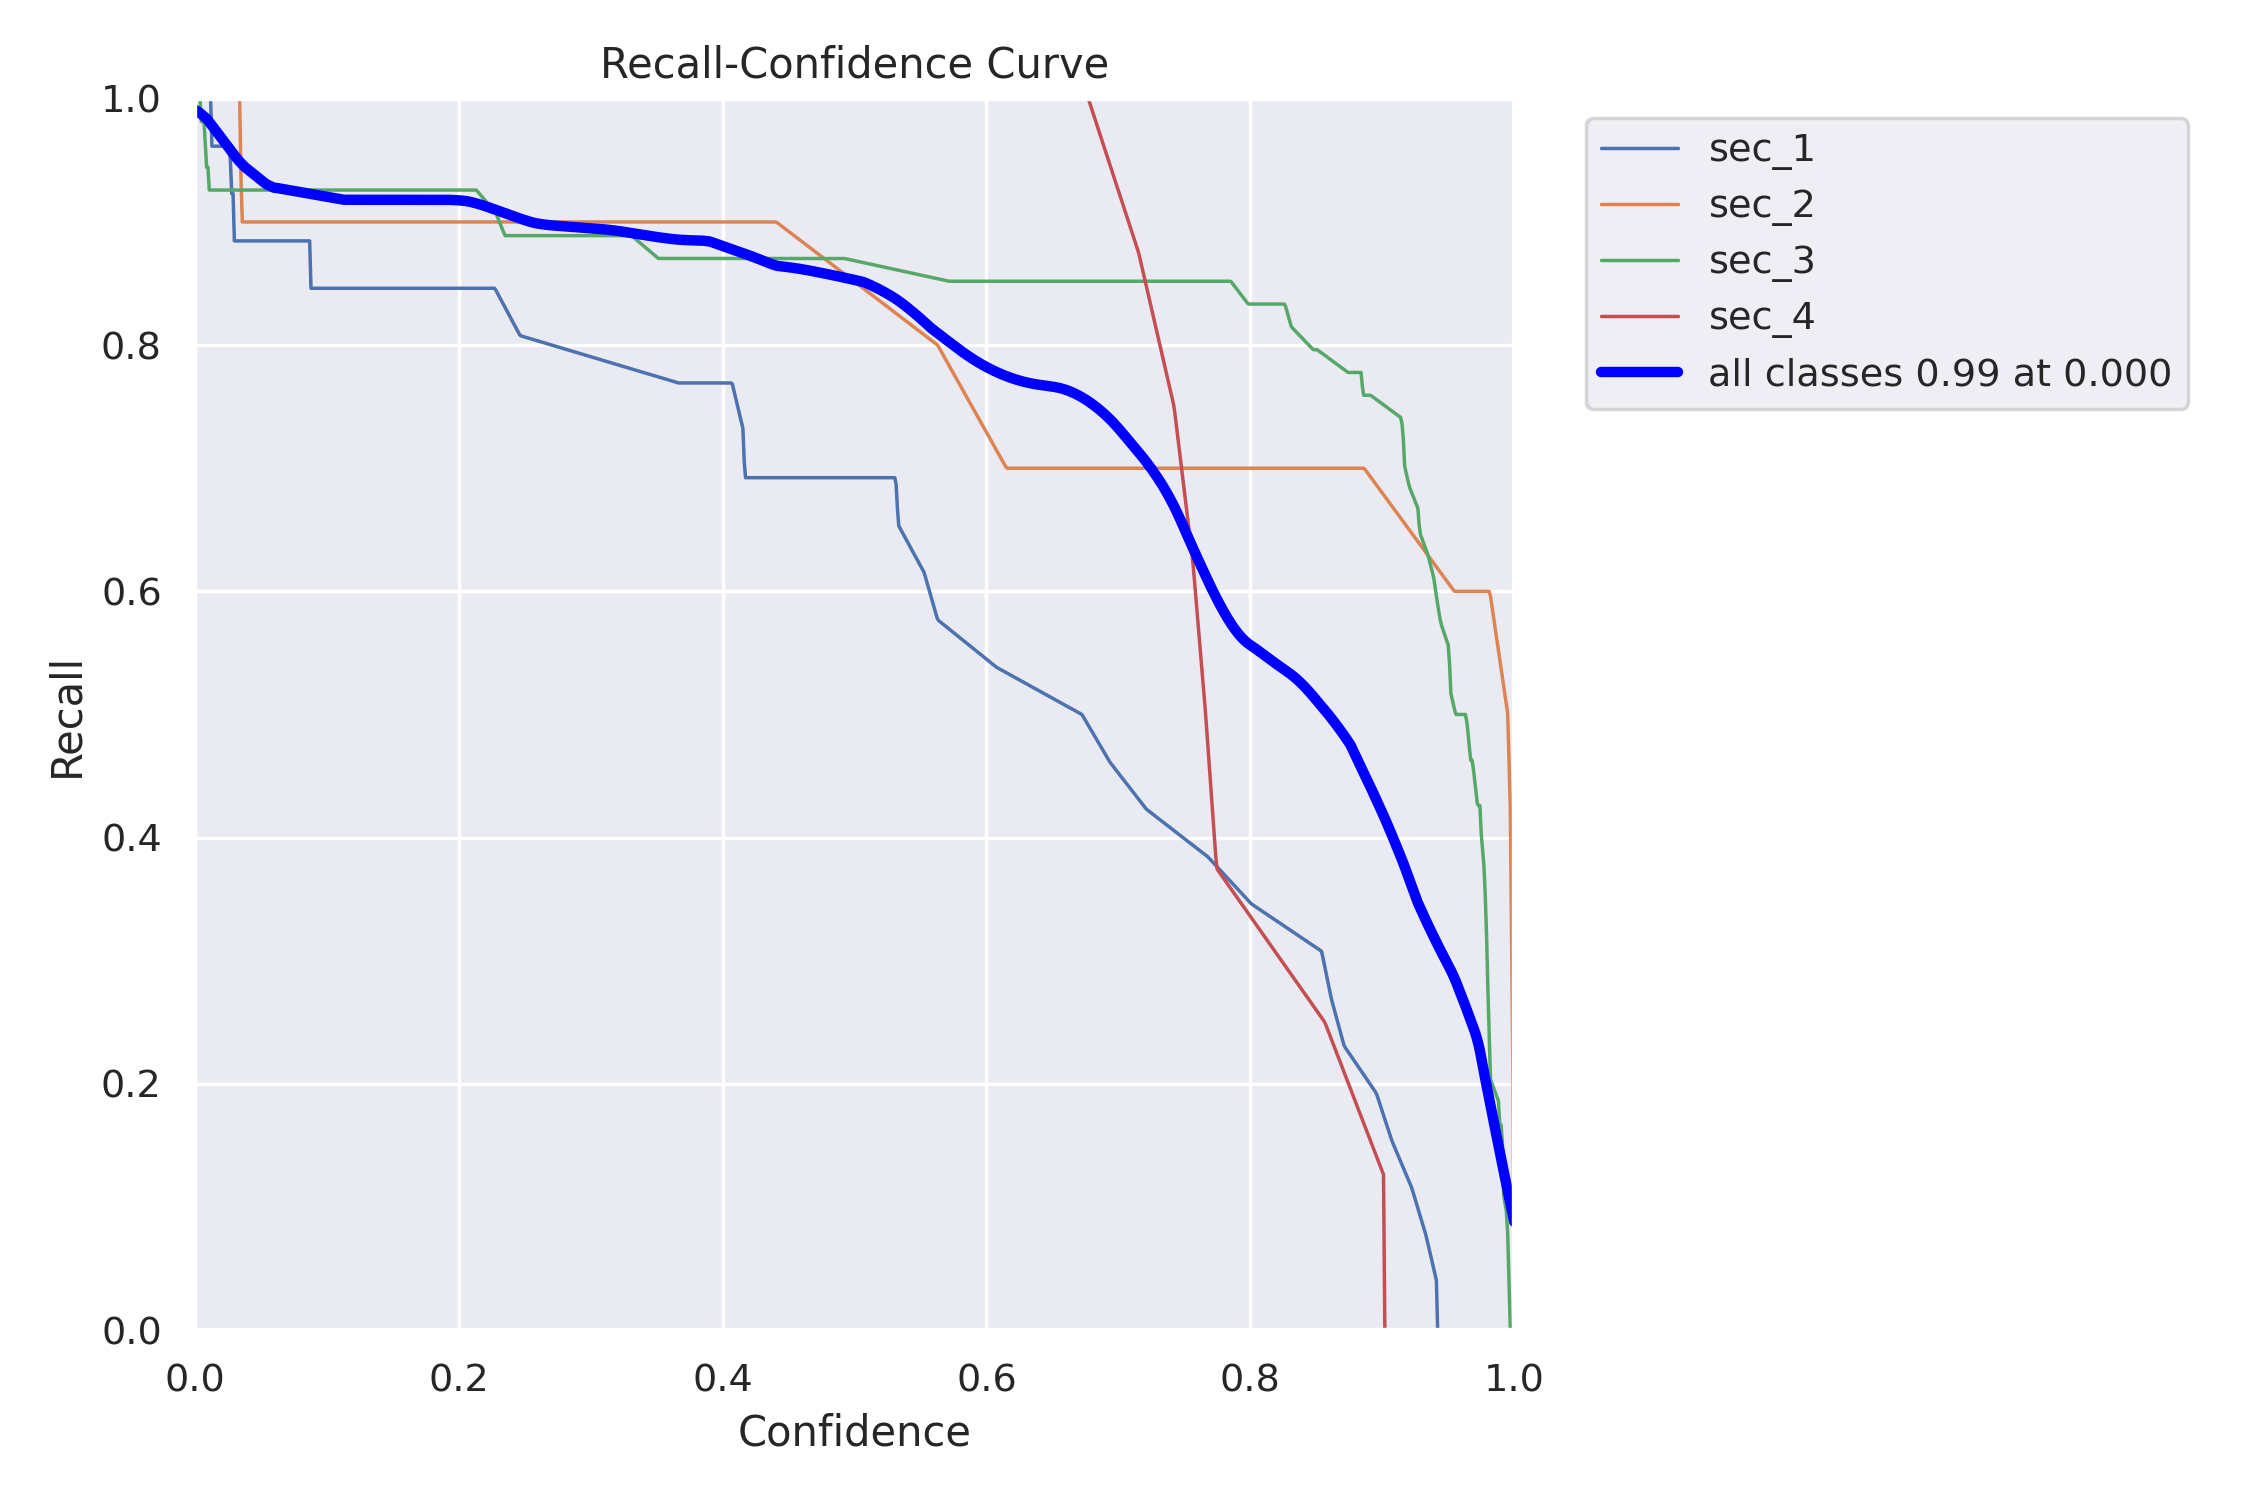 Recall-Confidence Curve
1.0
0.8
0.6
0.4
0.2
0.0
Recall
0.0 0.2 0.4 0.6 0.8 1.0
Confidence
sec_1
sec_2
sec_3
sec_4
all classes 0.99 at 0.000